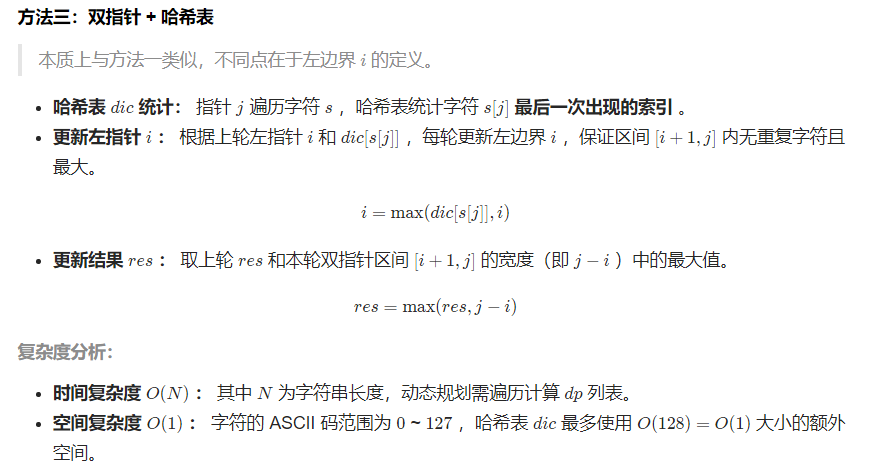 方法三：双指针 + 哈希表
本质上与方法一类似，不同点在于左边界 i 的定义。
• 哈希表 dic 统计： 指针 j 遍历字符 s ，哈希表统计字符 s[j] 最后一次出现的索引 。
• 更新左指针 i ： 根据上轮左指针 i 和 dic[s[j]] ，每轮更新左边界 i ，保证区间 [i + 1, j] 内无重复字符且
最大。
i = max(dic[s[j]], i)
• 更新结果 res ： 取上轮 res 和本轮双指针区间 [i + 1, j] 的宽度（即 j − i ）中的最大值。
res = max(res, j − i)
复杂度分析：
• 时间复杂度 O(N) ： 其中 N 为字符串长度，动态规划需遍历计算 dp 列表。
• 空间复杂度 O(1) ： 字符的 ASCII 码范围为 0 ~ 127 ，哈希表 dic 最多使用 O(128) = O(1) 大小的额外
空间。